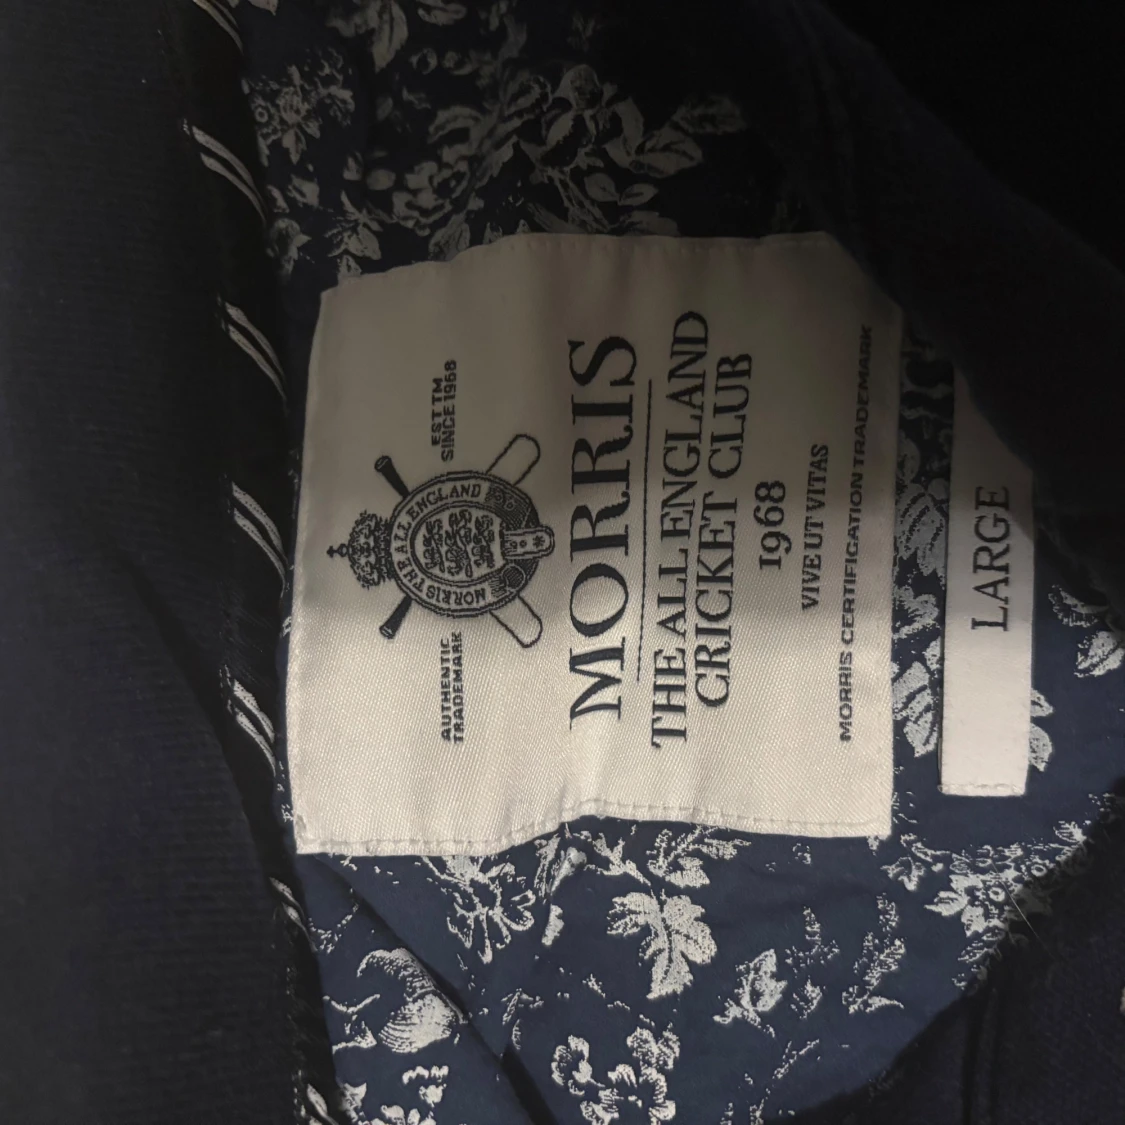 AUTHENTIC
TRADEMARK
EST TM
SINCE 1968
MORRIS THE ALL ENGLAND
MORRIS
THE ALL ENGLAND
CRICKET CLUB
1968
VIVE UT VITAS
MORRIS CERTIFICATION TRADEMARK
LARGE